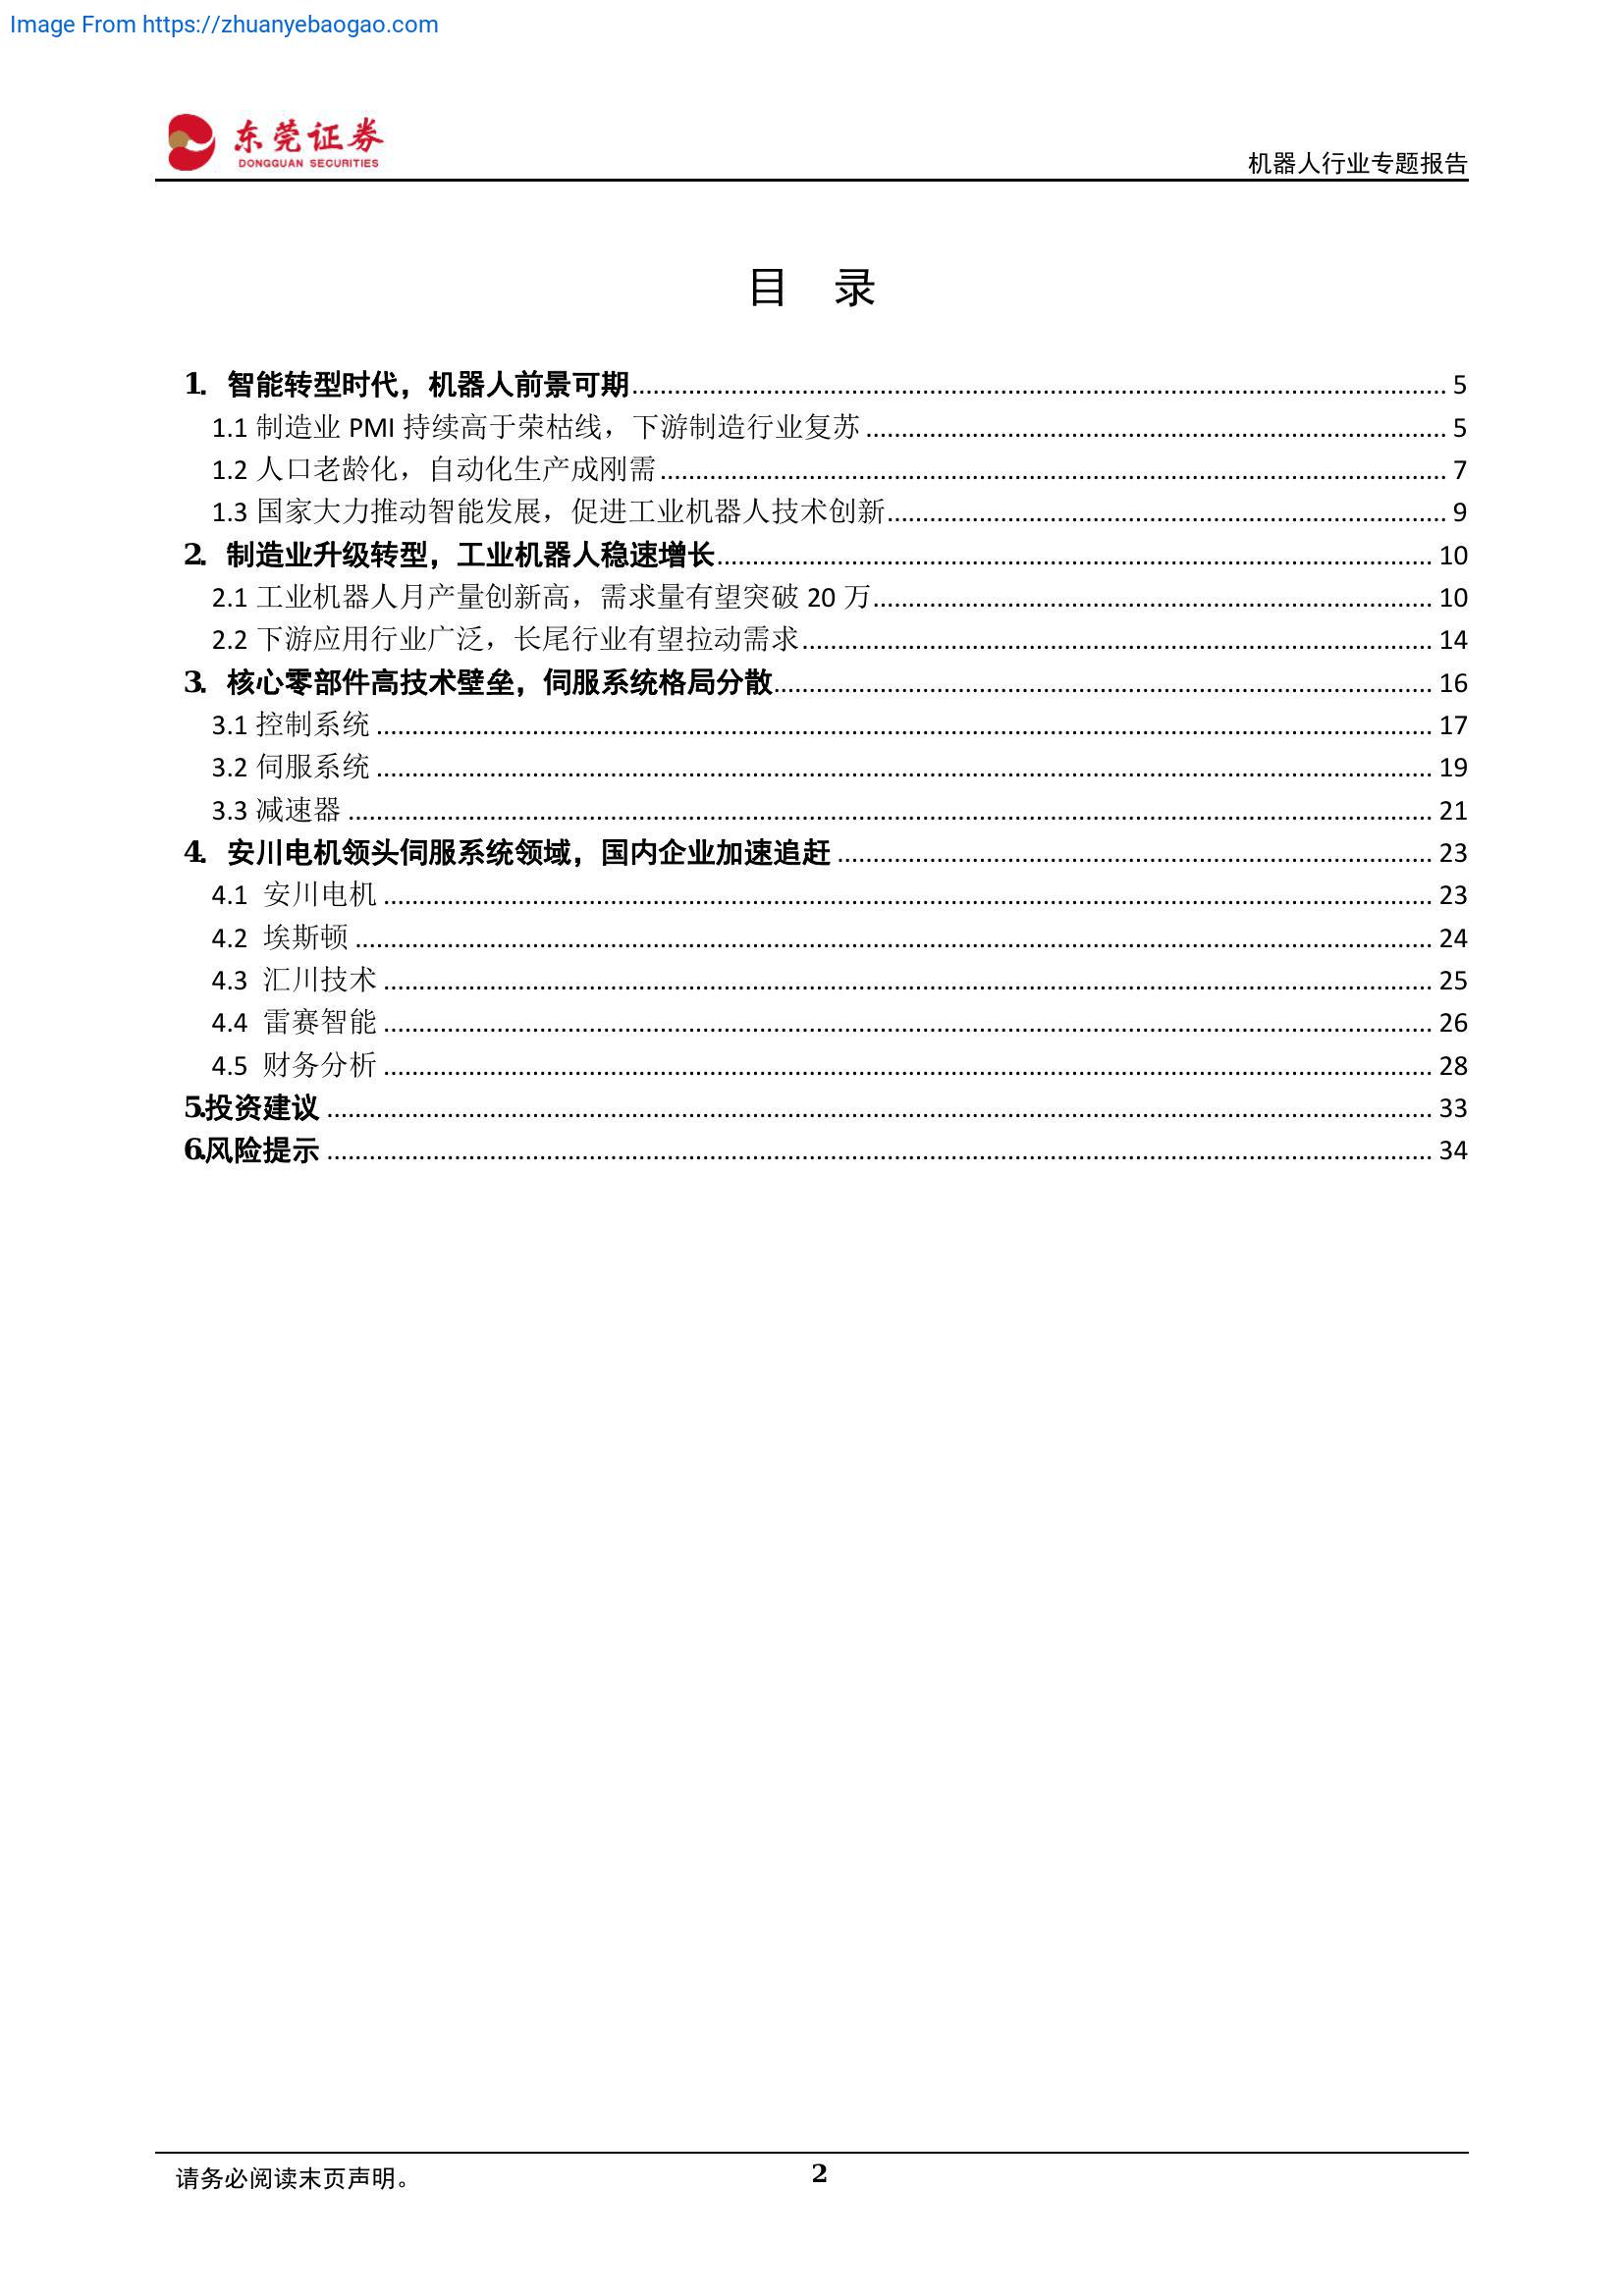 Image From https://zhuanyebaogao.com
东莞证券
DONGGUAN SECURITIES
机器人行业专题报告
目 录
1. 智能转型时代，机器人前景可期 5
1.1 制造业 PMI 持续高于荣枯线，下游制造行业复苏 5
1.2 人口老龄化，自动化生产成刚需 7
1.3 国家大力推动智能发展，促进工业机器人技术创新 9
2. 制造业升级转型，工业机器人稳速增长 10
2.1 工业机器人月产量创新高，需求量有望突破 20 万 10
2.2 下游应用行业广泛，长尾行业有望拉动需求 14
3. 核心零部件高技术壁垒，伺服系统格局分散 16
3.1 控制系统 17
3.2 伺服系统 19
3.3 减速器 21
4. 安川电机领头伺服系统领域，国内企业加速追赶 23
4.1 安川电机 23
4.2 埃斯顿 24
4.3 汇川技术 25
4.4 雷赛智能 26
4.5 财务分析 28
5.投资建议 33
6.风险提示 34
请务必阅读末页声明。
2